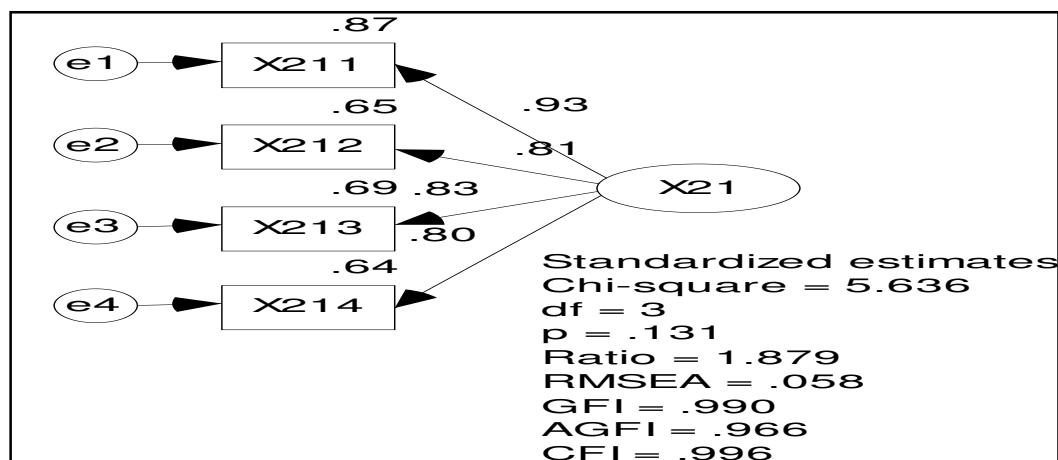 .87
e1
X211
.93
.65
e2
X212
.81
X21
.69
.83
e3
X213
.80
.64
e4
X214
Standardized estimates
Chi-square = 5.636
df = 3
p = .131
Ratio = 1.879
RMSEA = .058
GFI = .990
AGFI = .966
CFI = .996